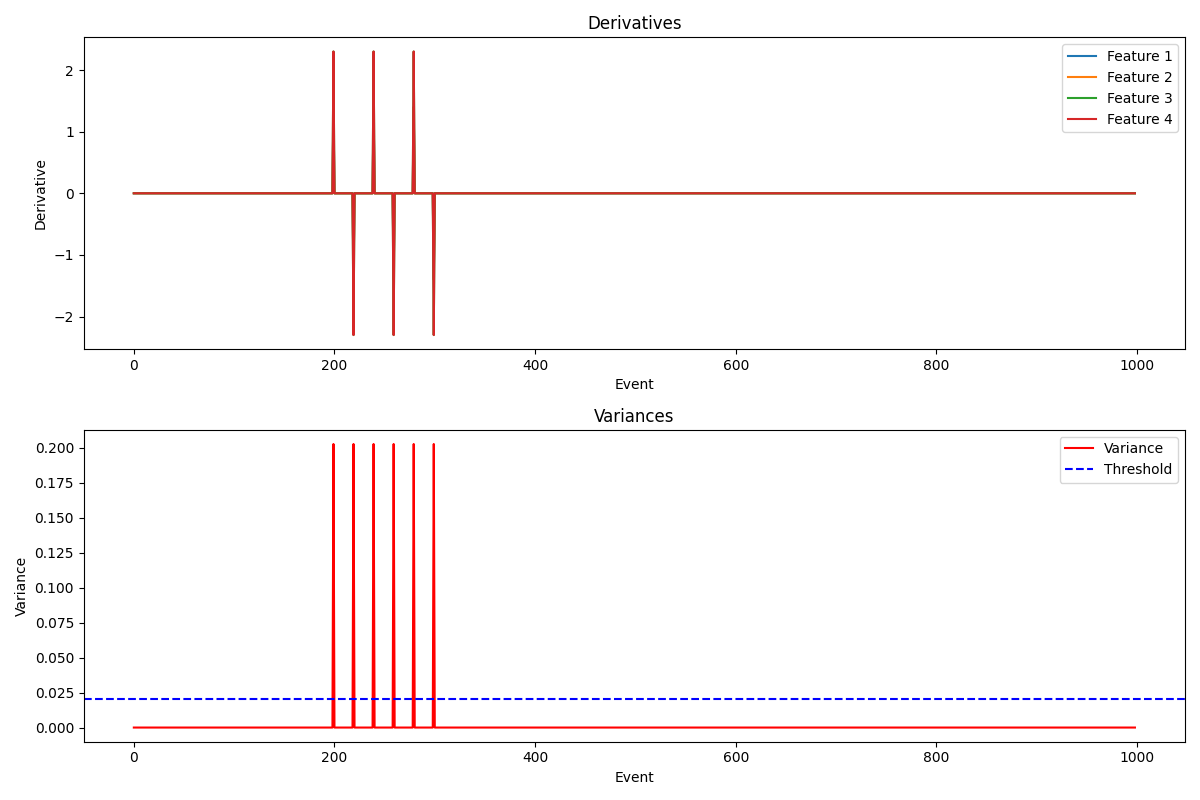 Derivatives
Derivative
2
1
0
−1
−2
Feature 1
Feature 2
Feature 3
Feature 4
0 200 400 600 800 1000
Event
Variances
Variance
0.200
0.175
0.150
0.125
0.100
0.075
0.050
0.025
0.000
Variance
Threshold
0 200 400 600 800 1000
Event